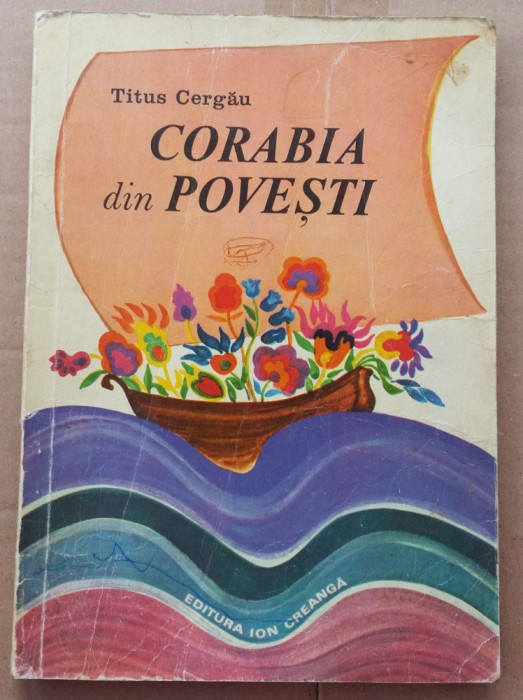 Titus Cergău
CORABIA
din POVEȘTI
EDITURA ION CREANGĂ